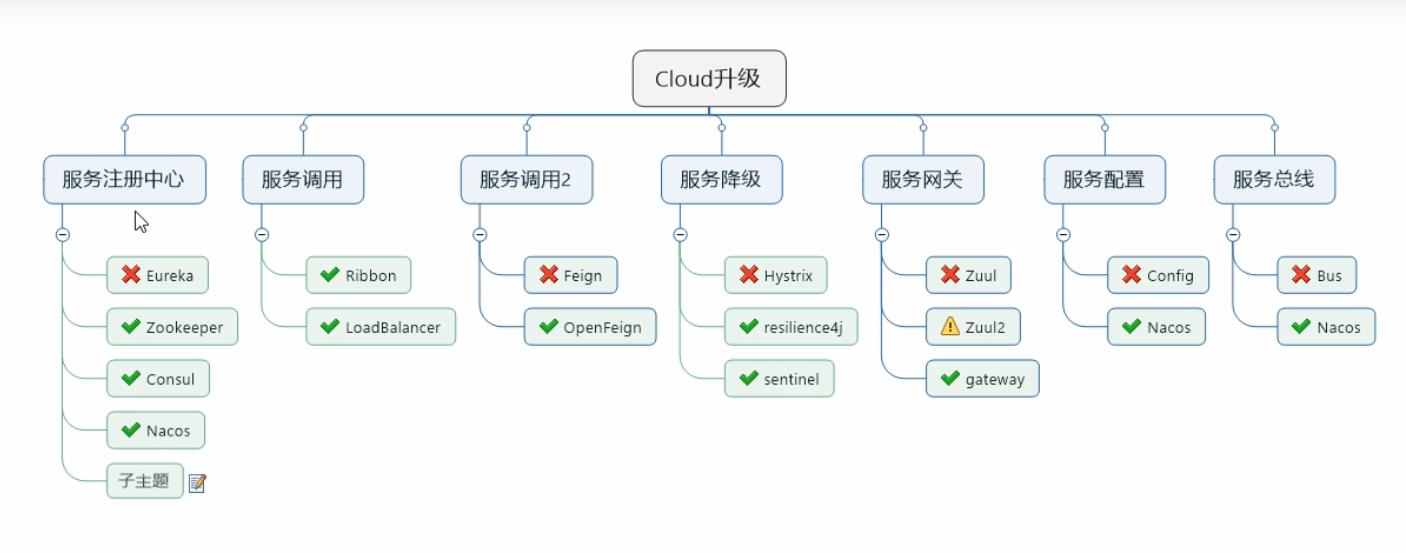 Cloud升级
服务注册中心
Eureka
Zookeeper
Consul
Nacos
子主题
服务调用
Ribbon
LoadBalancer
服务调用2
Feign
OpenFeign
服务降级
Hystrix
resilience4j
sentinel
服务网关
Zuul
Zuul2
gateway
服务配置
Config
Nacos
服务总线
Bus
Nacos